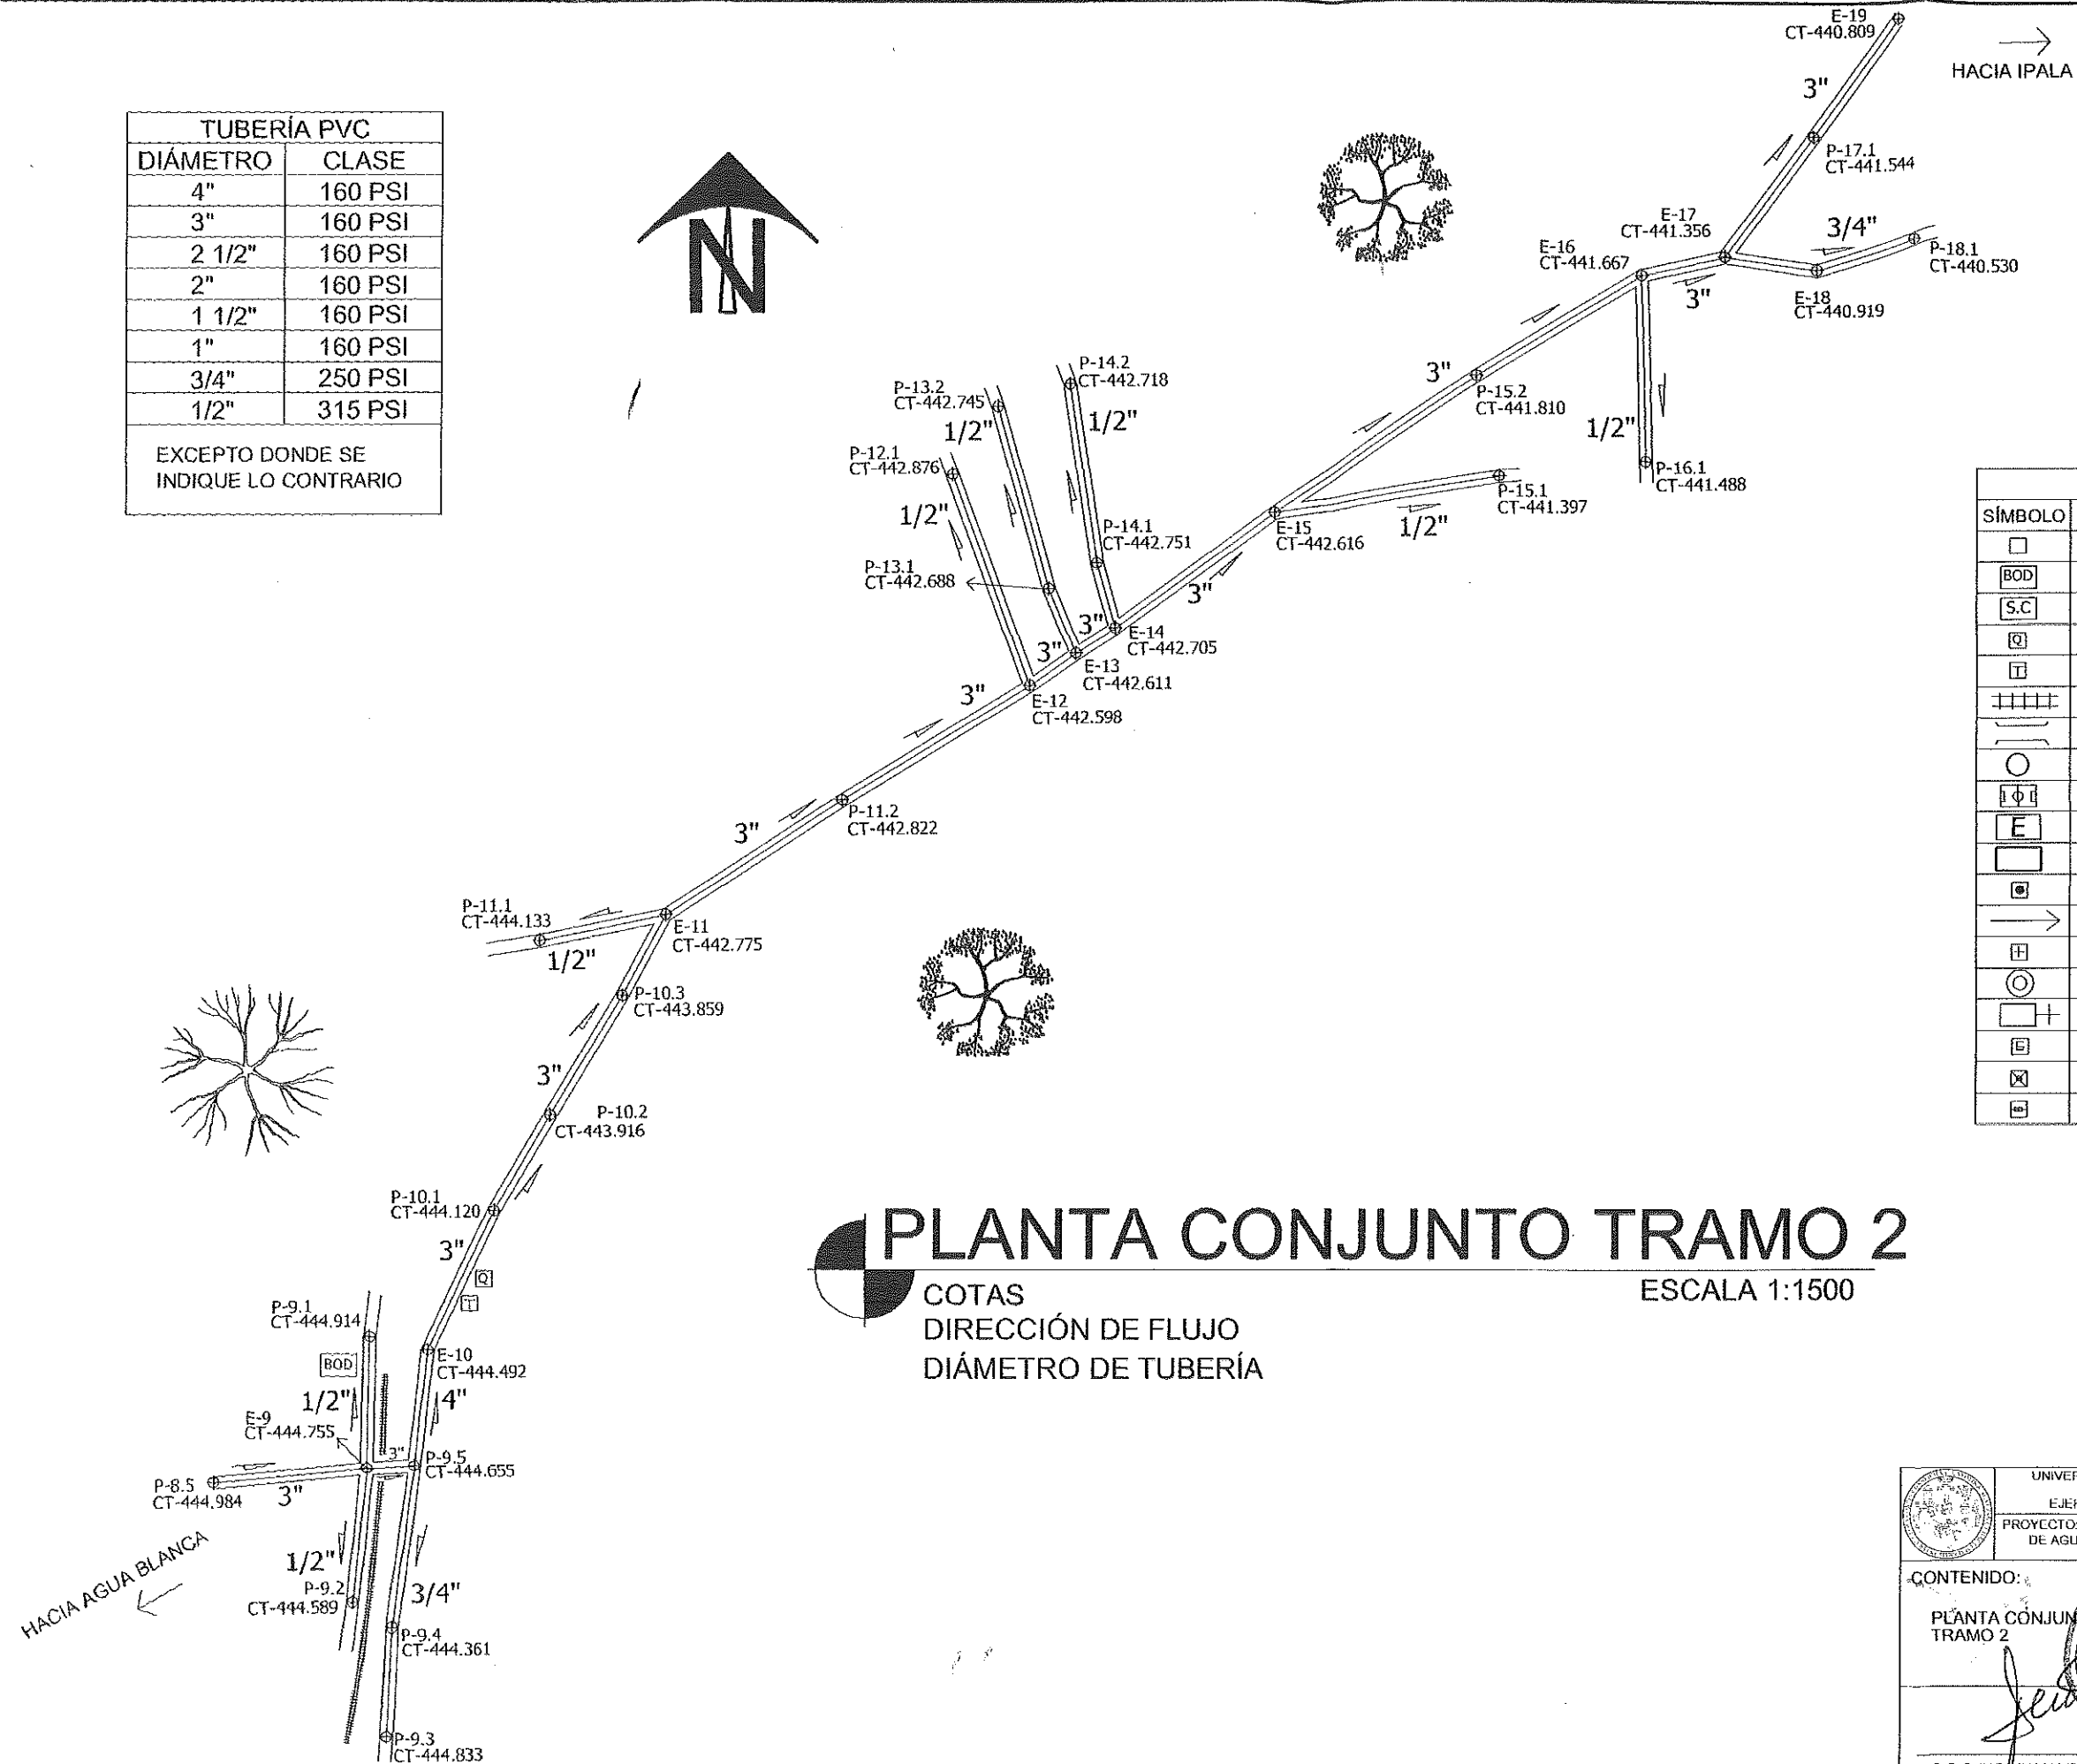 E-19
CT-440.809
HACIA IPALA
TUBERÍA PVC
DIÁMETRO CLASE
4" 160 PSI
3" 160 PSI
2 1/2" 160 PSI
2" 160 PSI
1 1/2" 160 PSI
1" 160 PSI
3/4" 250 PSI
1/2" 315 PSI
EXCEPTO DONDE SE
INDIQUE LO CONTRARIO
N
3"
P-17.1
CT-441.544
E-17
CT-441.356
3/4"
P-18.1
CT-440.530
E-16
CT-441.667
3"
E-18
CT-440.919
3"
P-15.2
CT-441.810
1/2"
P-16.1
CT-441.488
P-14.2
CT-442.718
P-13.2
CT-442.745
1/2"
1/2"
P-12.1
CT-442.876
1/2"
P-15.1
CT-441.397
1/2"
E-15
CT-442.616
P-14.1
CT-442.751
P-13.1
CT-442.688
3"
3"
E-14
CT-442.705
3"
E-13
CT-442.611
3"
E-12
CT-442.598
3"
P-11.2
CT-442.822
P-11.1
CT-444.133
1/2"
E-11
CT-442.775
P-10.3
CT-443.859
3"
P-10.2
CT-443.916
P-10.1
CT-444.120
3"
Q
T
P-9.1
CT-444.914
BOD
E-10
CT-444.492
1/2"
4"
E-9
CT-444.755
3"
P-9.5
CT-444.655
P-8.5
CT-444.984
3"
HACIA AGUA BLANCA
1/2"
P-9.2
CT-444.589
3/4"
P-9.4
CT-444.361
P-9.3
CT-444.833
SÍMBOLO
BOD
S.C
Q
T
E
PLANTA CONJUNTO TRAMO 2
ESCALA 1:1500
COTAS
DIRECCIÓN DE FLUJO
DIÁMETRO DE TUBERÍA
UNIVER
EJER
PROYECTO:
DE AGU
CONTENIDO:
PLANTA CONJUN
TRAMO 2